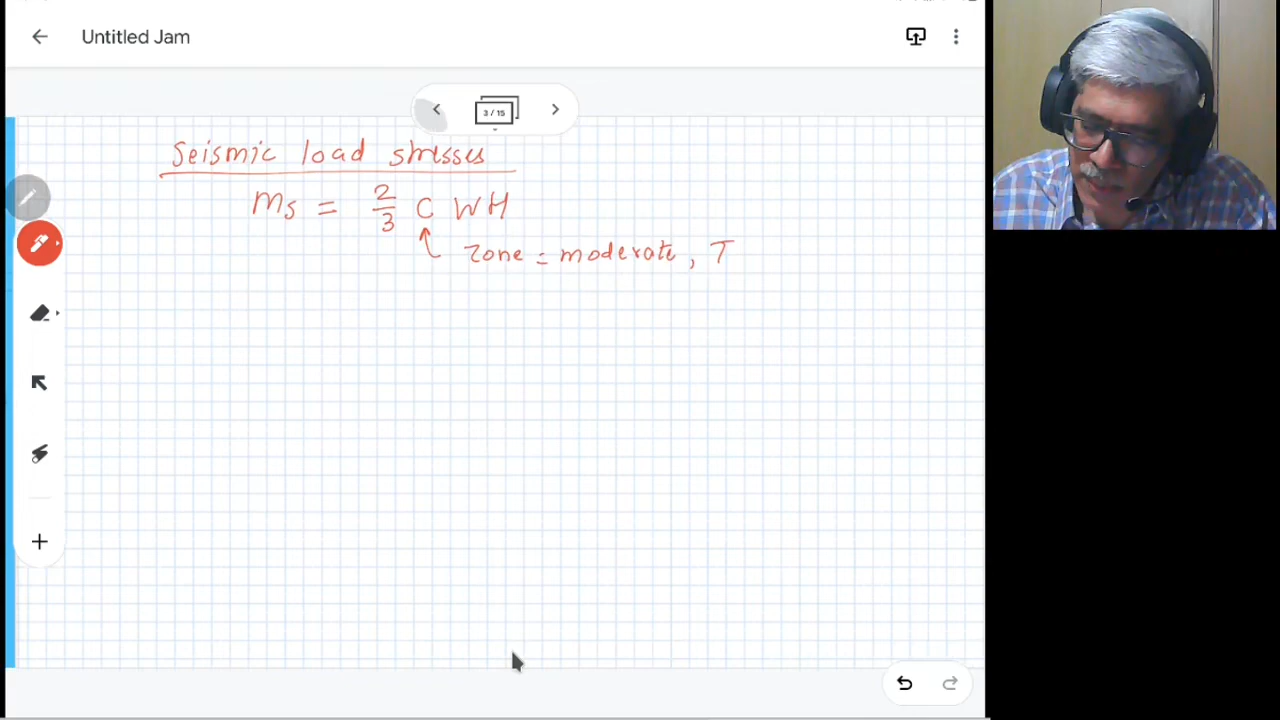 Untitled Jam
3 / 15
Seismic load stresses
Ms = 2/3 C WH
zone = moderate, T